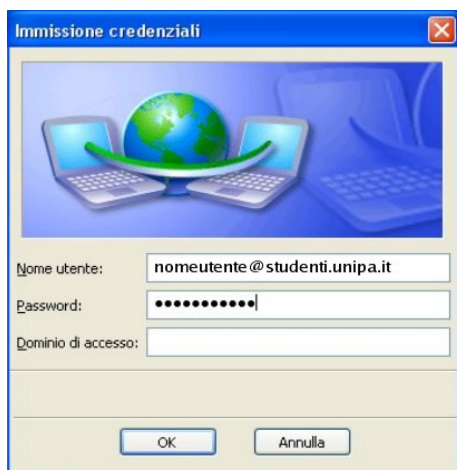 Immissione credenziali
Nome utente: nomeutente@studenti.unipa.it
Password: •••••••••••
Dominio di accesso:
OK Annulla